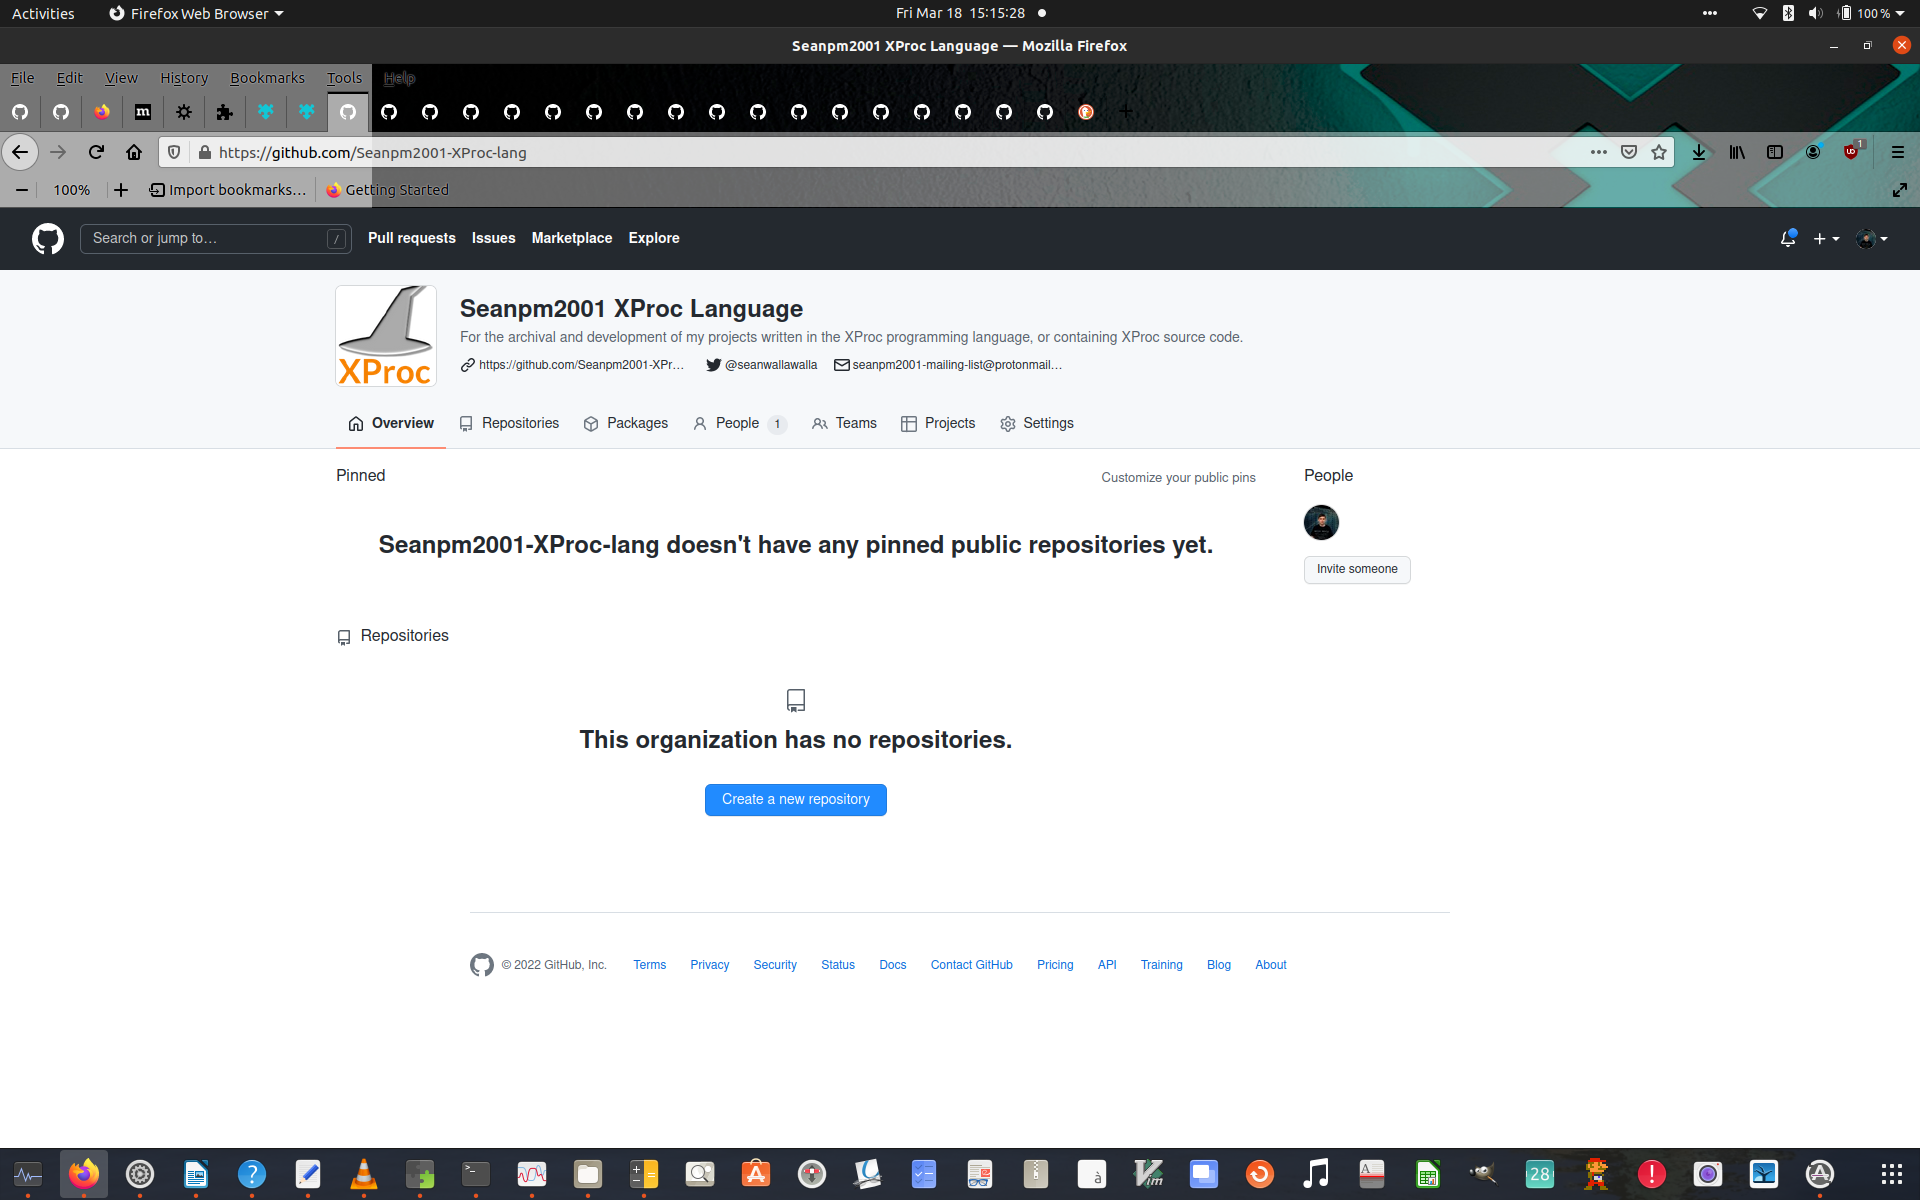 Activities Firefox Web Browser Fri Mar 18 15:15:28 100 %
Seanpm2001 XProc Language — Mozilla Firefox
File Edit View History Bookmarks Tools Help
https://github.com/Seanpm2001-XProc-lang 1
100% Import bookmarks… Getting Started
Search or jump to… / Pull requests Issues Marketplace Explore
XProc
Seanpm2001 XProc Language
For the archival and development of my projects written in the XProc programming language, or containing XProc source code.
https://github.com/Seanpm2001-XPr… @seanwallawalla seanpm2001-mailing-list@protonmail…
Overview Repositories Packages People 1 Teams Projects Settings
Pinned Customize your public pins People
Seanpm2001-XProc-lang doesn't have any pinned public repositories yet.
Invite someone
Repositories
This organization has no repositories.
Create a new repository
© 2022 GitHub, Inc. Terms Privacy Security Status Docs Contact GitHub Pricing API Training Blog About
28